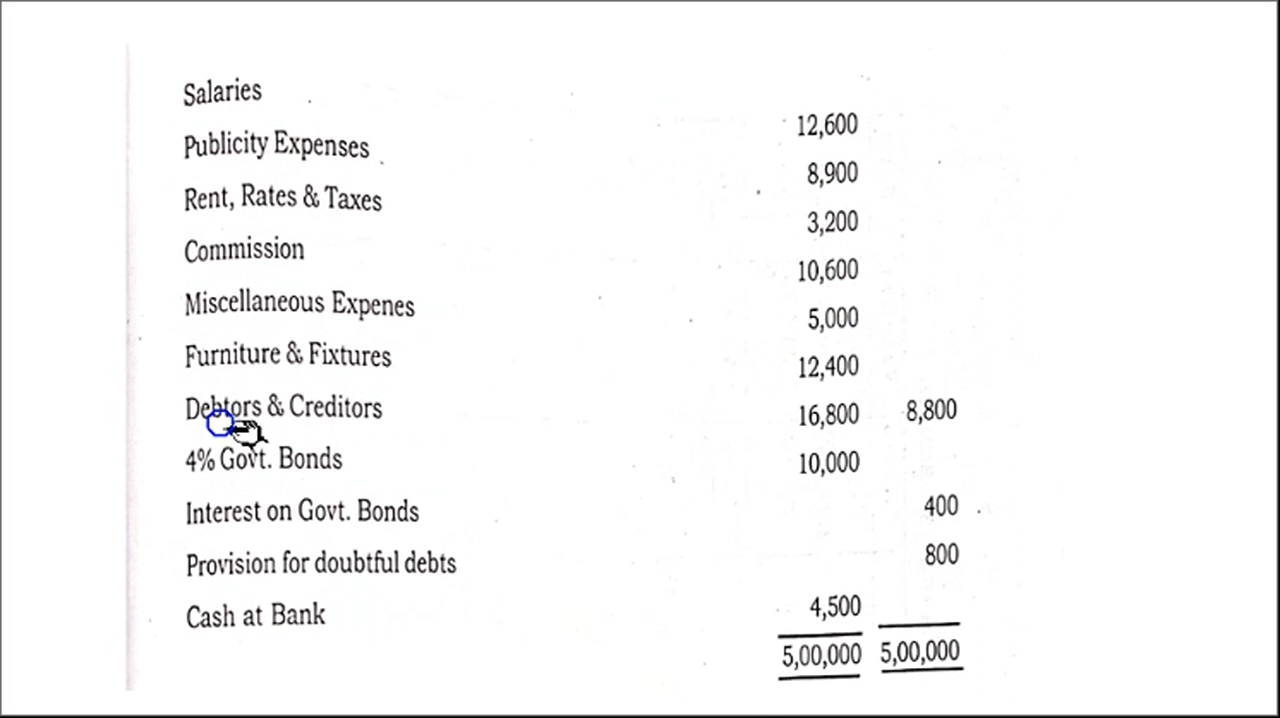 Salaries 12,600
Publicity Expenses 8,900
Rent, Rates & Taxes 3,200
Commission 10,600
Miscellaneous Expenes 5,000
Furniture & Fixtures 12,400
Debtors & Creditors 16,800 8,800
4% Govt. Bonds 10,000
Interest on Govt. Bonds 400
Provision for doubtful debts 800
Cash at Bank 4,500
5,00,000 5,00,000